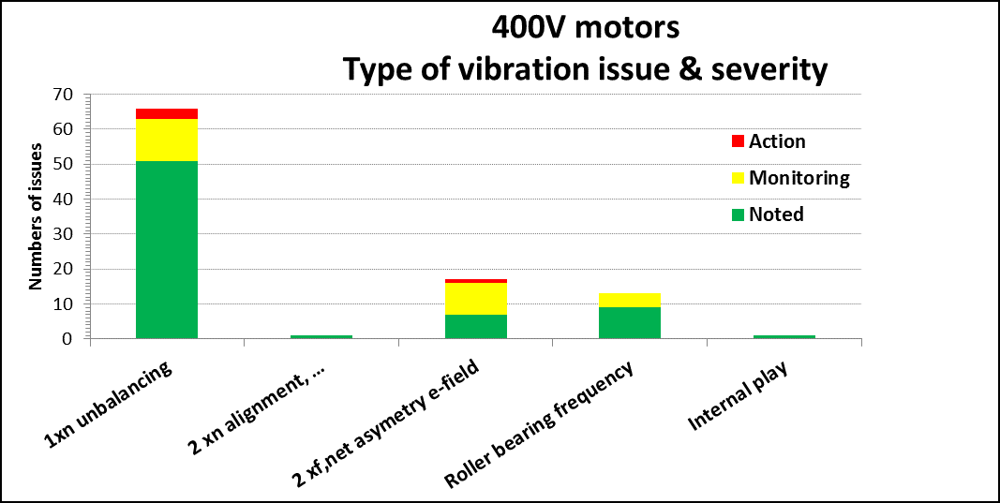 400V motors
Type of vibration issue & severity
70
60
50
40
30
20
10
0
Numbers of issues
Action
Monitoring
Noted
1xn unbalancing
2 xn alignment, ...
2 xf,net asymetry e-field
Roller bearing frequency
Internal play